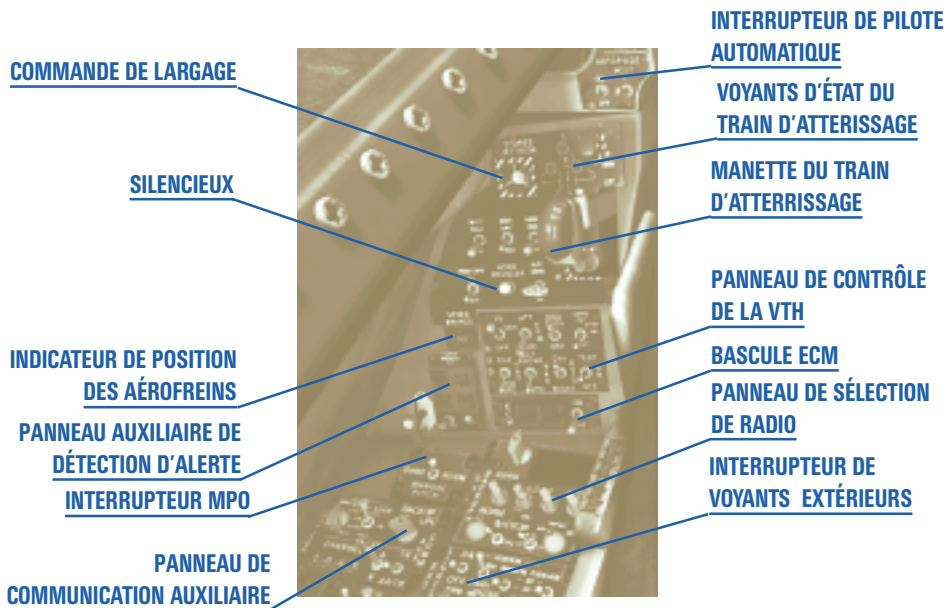 COMMANDE DE LARGAGE
SILENCIEUX
INDICATEUR DE POSITION
DES AÉROFREINS
PANNEAU AUXILIAIRE DE
DÉTECTION D'ALERTE
INTERRUPTEUR MPO
PANNEAU DE
COMMUNICATION AUXILIAIRE
INTERRUPTEUR DE PILOTE
AUTOMATIQUE
VOYANTS D'ÉTAT DU
TRAIN D'ATTERISSAGE
MANETTE DU TRAIN
D'ATTERRISSAGE
PANNEAU DE CONTRÔLE
DE LA VTH
BASCULE ECM
PANNEAU DE SÉLECTION
DE RADIO
INTERRUPTEUR DE
VOYANTS EXTÉRIEURS